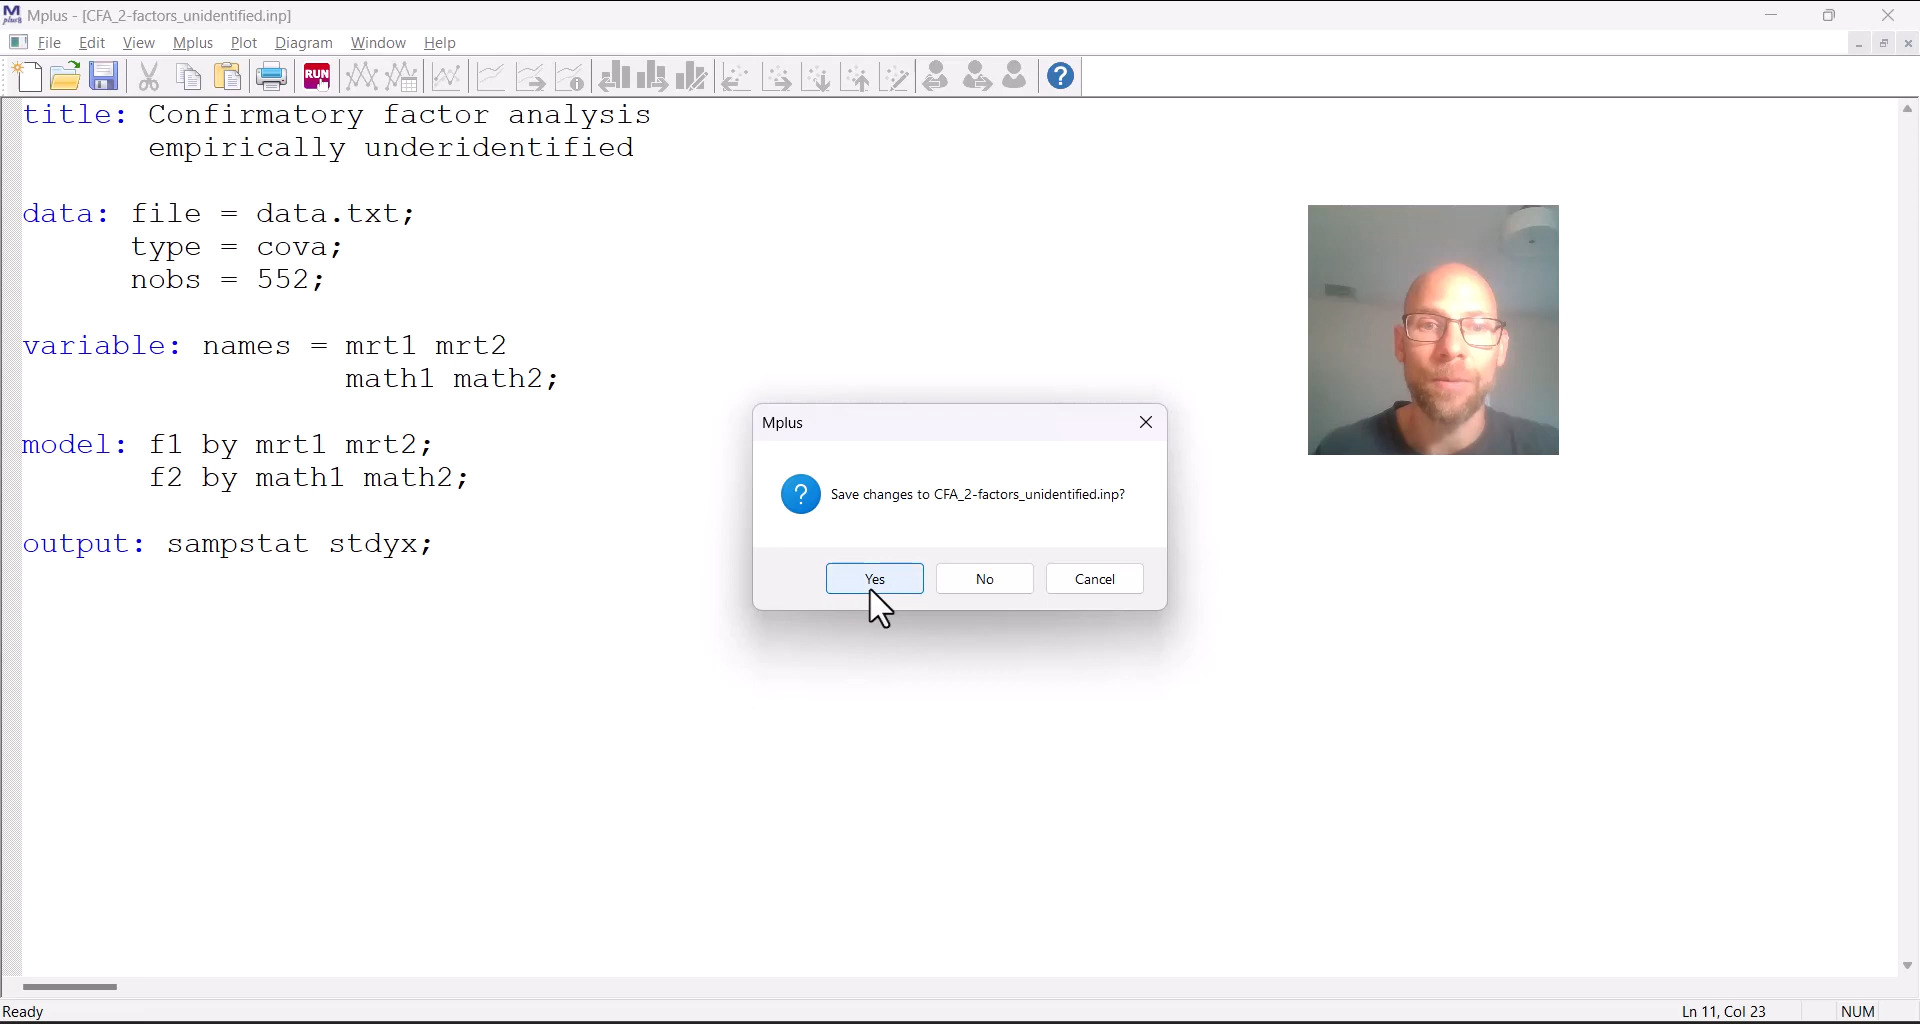 Mplus - [CFA_2-factors_unidentified.inp]
File Edit View Mplus Plot Diagram Window Help
RUN
title: Confirmatory factor analysis
empirically underidentified
data: file = data.txt;
type = cova;
nobs = 552;
variable: names = mrt1 mrt2
math1 math2;
model: f1 by mrt1 mrt2;
f2 by math1 math2;
output: sampstat stdyx;
Mplus
Save changes to CFA_2-factors_unidentified.inp?
Yes No Cancel
Ready Ln 11, Col 23 NUM